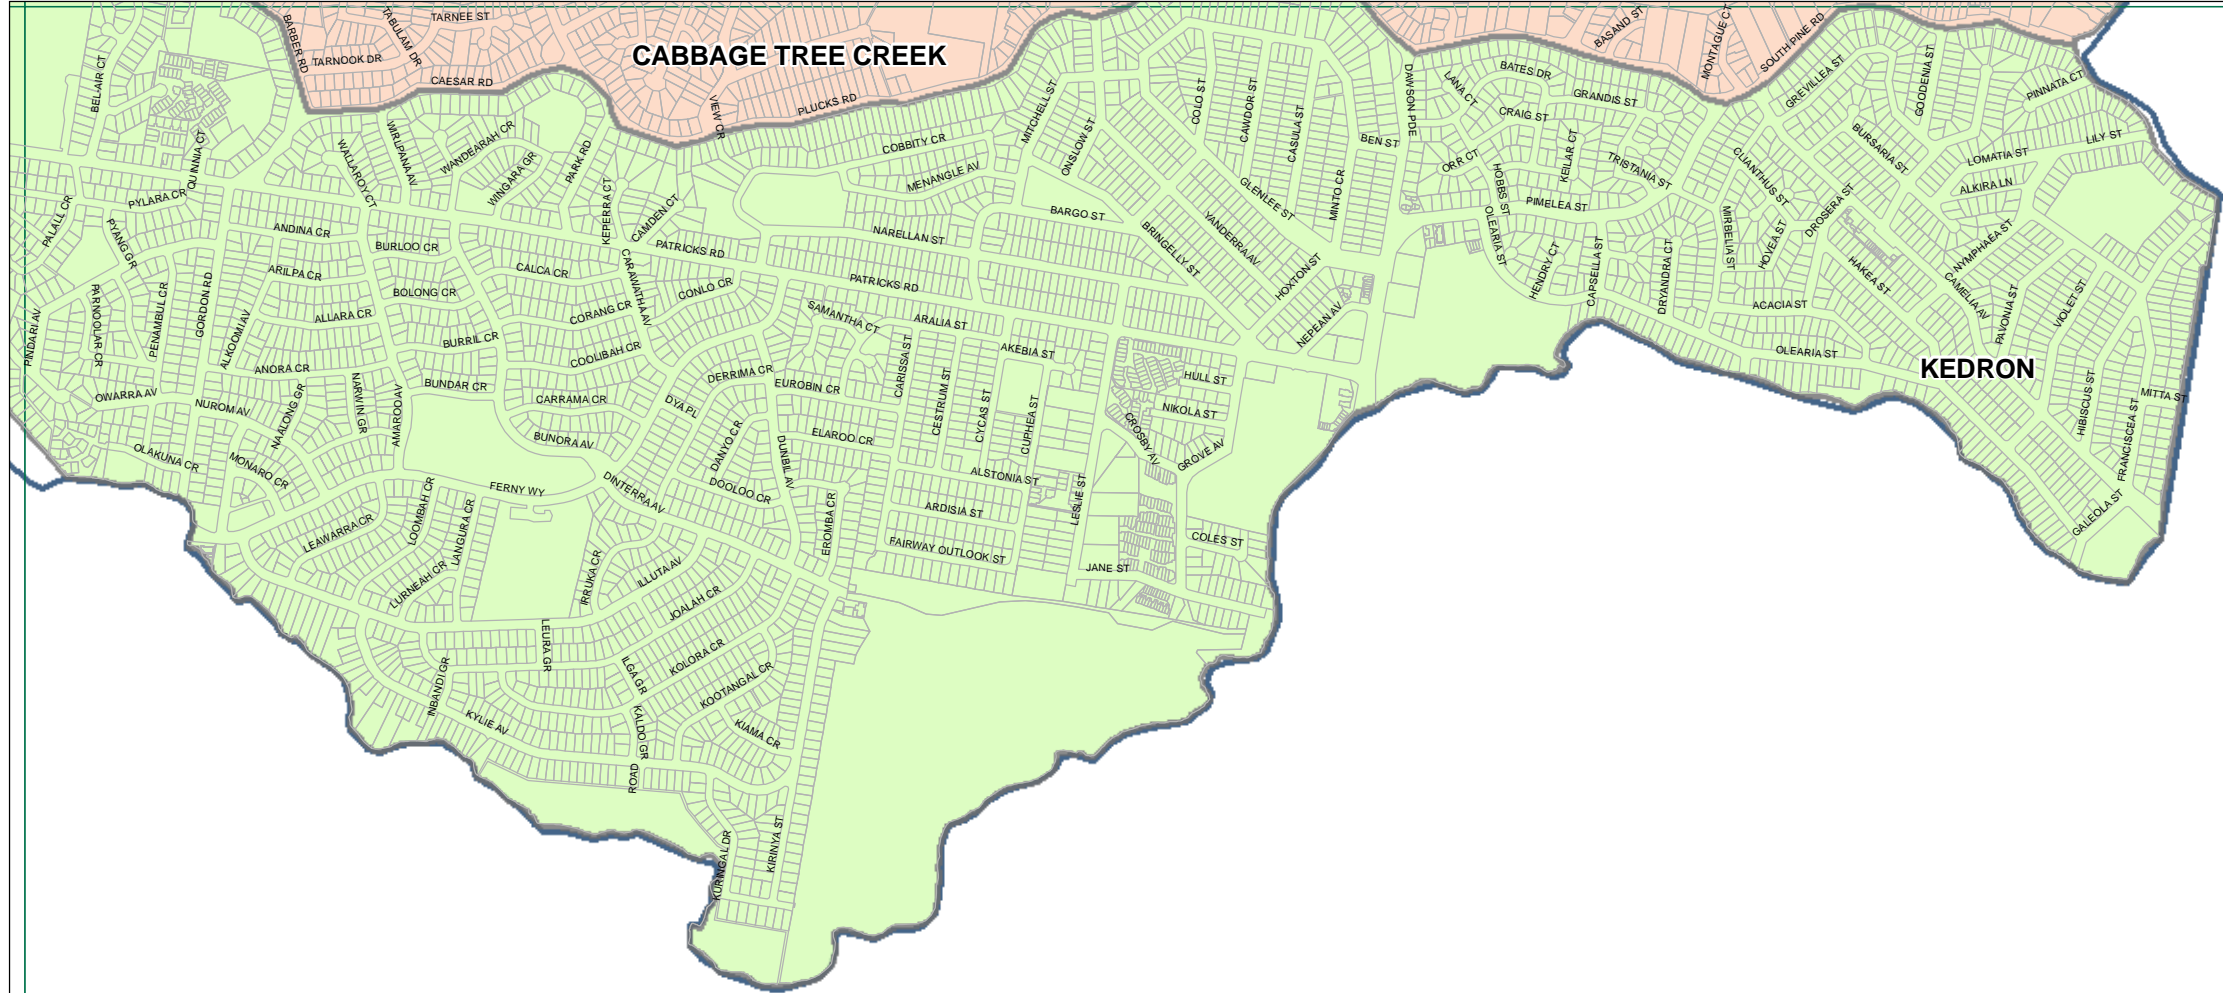 TARNEE ST
TABULAM DR
BARBER RD
TARNOOK DR
CAESAR RD
CABBAGE TREE CREEK
VIEW CR
PLUCKS RD
BASAND ST
MONTAGUE CT
SOUTH PINE RD
BELAIR CT
QUINNIA CT
WALLAROY CT
WIRILPANA AV
WANDEARAH CR
WINGARA GR
PARK RD
KEPERRA CT
CAMDEN CT
COBBITY CR
MENANGLE AV
MITCHELL ST
ONSLOW ST
COLO ST
CAWDOR ST
CASULA ST
BEN ST
DAWSON PDE
LANA CT
BATES DR
GRANDIS ST
CRAIG ST
GREVILLEA ST
GOODENIA ST
PINNATA CT
BURSARIA ST
LILY ST
LOMATIA ST
ALKIRA LN
ORR CT
HOBBS ST
KEILAR CT
TRISTANIA ST
CLIANTHUS ST
DROSERA ST
PIMELEA ST
OLEARIA ST
MIRBELIA ST
HOVEA ST
NYMPHAEA ST
PYLARA CR
PALALL CR
PYANG GR
ANDINA CR
BURLOO CR
PATRICKS RD
NARELLAN ST
BARGO ST
BRINGELLY ST
YANDERRA AV
GLENLEE ST
MINTO CR
HOXTON ST
NEPEAN AV
HENDRY CT
CAPSELLA ST
DRYANDRA CT
HAKEA ST
CAMELIA AV
PAVONIA ST
VIOLET ST
ACACIA ST
OLEARIA ST
KEDRON
HIBISCUS ST
FRANCISCEA ST
MITTA ST
GALEOLA ST
PINDARI AV
PARNOOLAR CR
PENAMBUL CR
GORDON RD
ALKOOMI AV
ARILPA CR
ALLARA CR
BOLONG CR
CALCA CR
CARAWATHA AV
CONLO CR
CORANG CR
BURRIL CR
COOLIBAH CR
PATRICKS RD
SAMANTHA CT
ARALIA ST
AKEBIA ST
HULL ST
NIKOLA ST
CROSBY AV
GROVE AV
ANORA CR
BUNDAR CR
CARRAMA CR
BUNORA AV
DYA PL
DERRIMA CR
EUROBIN CR
CARISSA ST
CESTRUM ST
CYCAS ST
CUPHEA ST
OWARRA AV
NUROM AV
NAALONG GR
NARWIN GR
AMAROD AV
DANYO CR
DUNBIL AV
ELAROO CR
OLAKUNA CR
MONARO CR
FERNY WY
DINTERRA AV
DOOLOO CR
ALSTONIA ST
LESLIE ST
ARDISIA ST
EROMBA CR
FAIRWAY OUTLOOK ST
COLES ST
JANE ST
LEAWARRA CR
LOOMBAH CR
LANGURA CR
LURNEAH CR
IRRUKA CR
ILLUTA AV
JOALAH CR
LEURA GR
ILGA GR
KOLORA CR
KOOTANGAL CR
INBANDI GR
KYLIE AV
KALDO GR
KIAMA CR
ROAD
KURINGAL DR
KIRINYA ST